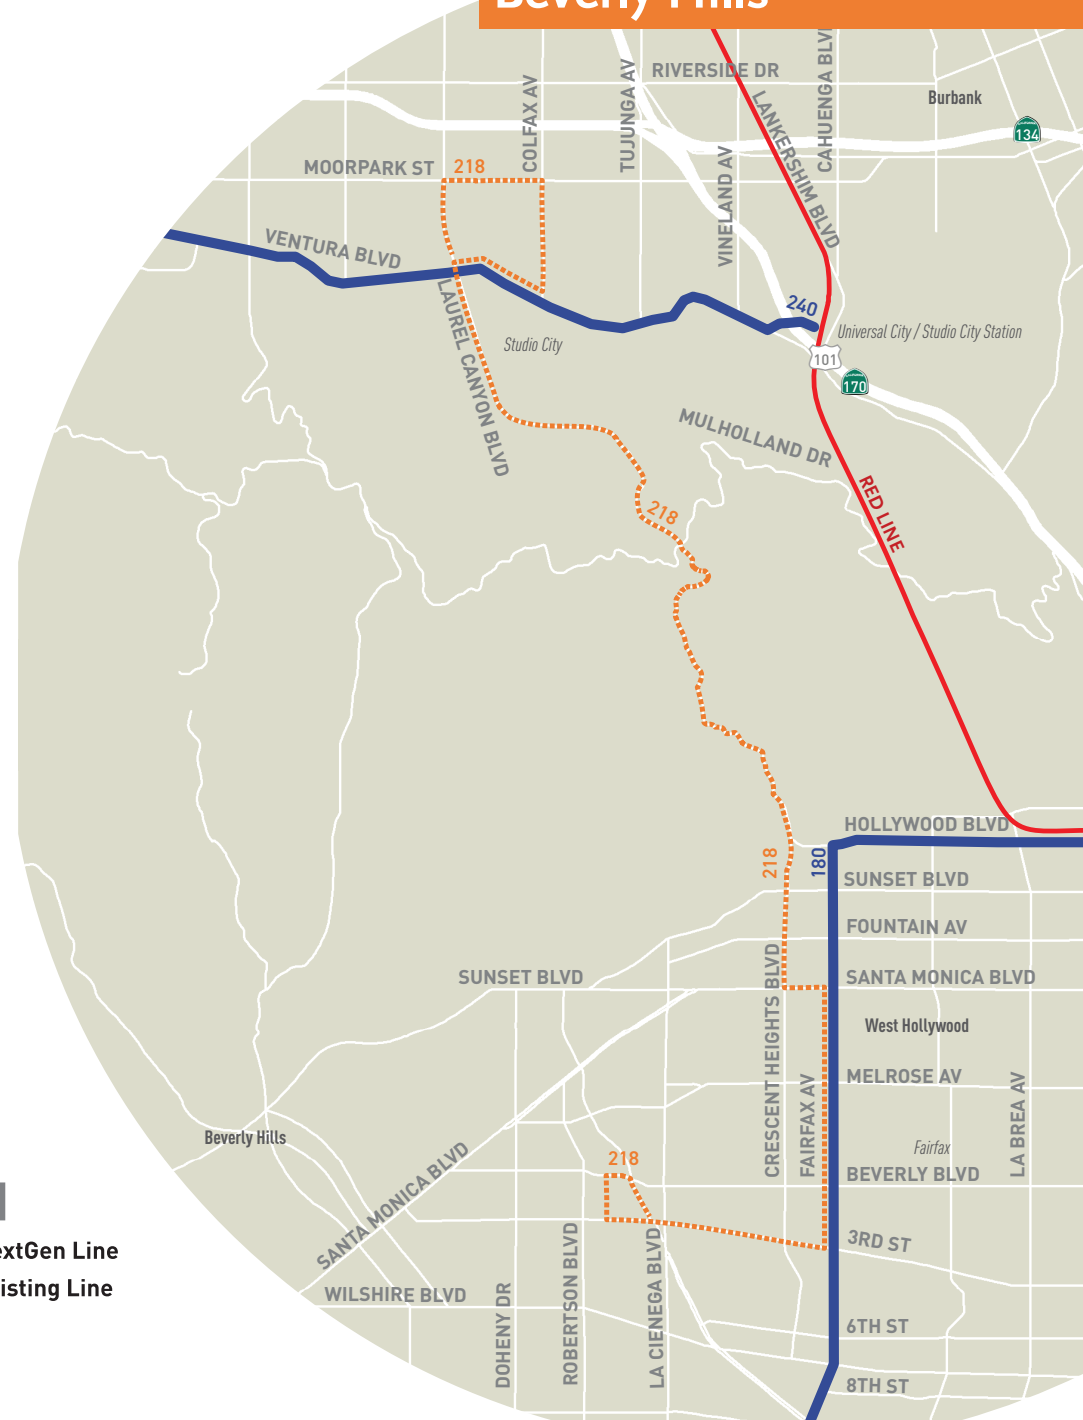 Beverly Hills
RIVERSIDE DR
COLFAX AV
TUJUNGA AV
LANKERSHIM BLVD
CAHUENGA BLVD
Burbank
134
MOORPARK ST
218
VINELAND AV
VENTURA BLVD
LAUREL CANYON BLVD
240
Universal City / Studio City Station
Studio City
101
170
MULHOLLAND DR
RED LINE
218
HOLLYWOOD BLVD
218
180
SUNSET BLVD
FOUNTAIN AV
SUNSET BLVD
SANTA MONICA BLVD
CRESCENT HEIGHTS BLVD
West Hollywood
MELROSE AV
FAIRFAX AV
LA BREA AV
Beverly Hills
Fairfax
218
BEVERLY BLVD
SANTA MONICA BLVD
3RD ST
extGen Line
isting Line
WILSHIRE BLVD
DOHENY DR
ROBERTSON BLVD
LA CIENEGA BLVD
6TH ST
8TH ST